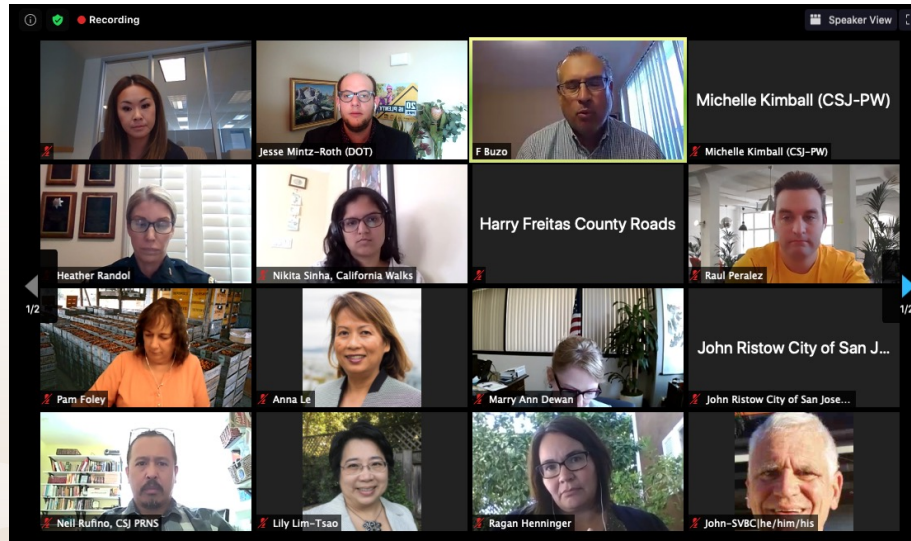 Recording
Speaker View
Jesse Mintz-Roth (DOT)
20
IS PLENTY
F Buzo
Michelle Kimball (CSJ-PW)
Michelle Kimball (CSJ-PW)
Heather Randol
Nikita Sinha, California Walks
Harry Freitas County Roads
Raul Peralez
1/2
1/2
Pam Foley
Anna Le
Marry Ann Dewan
John Ristow City of San J...
John Ristow City of San Jose...
Neil Rufino, CSJ PRNS
Lily Lim-Tsao
Ragan Henninger
John-SVBC|he/him/his